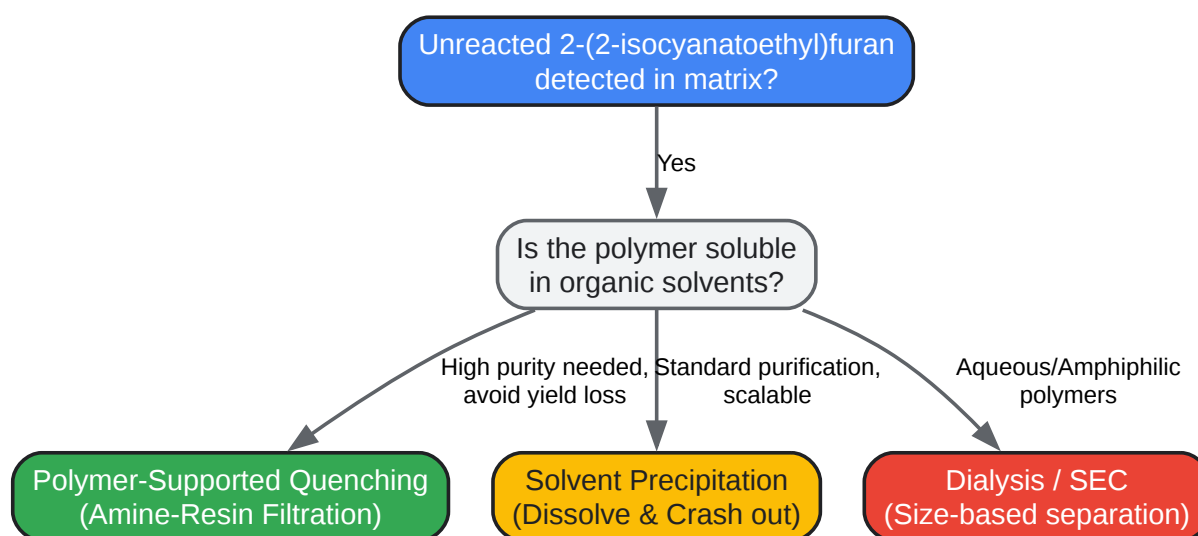 Unreacted 2-(2-isocyanatoethyl)furan
detected in matrix?
Yes
Is the polymer soluble
in organic solvents?
High purity needed,
avoid yield loss
Standard purification,
scalable
Aqueous/Amphiphilic
polymers
Polymer-Supported Quenching
(Amine-Resin Filtration)
Solvent Precipitation
(Dissolve & Crash out)
Dialysis / SEC
(Size-based separation)